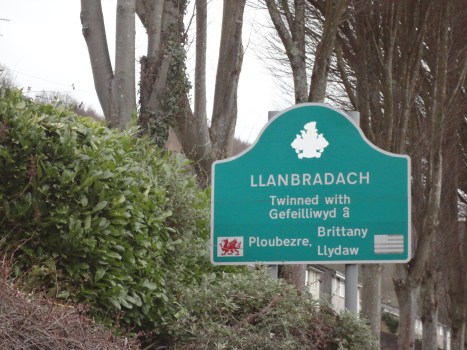 LLANBRADACH
Twinned with
Gefeilliwyd â
Ploubezre, Brittany
Llydaw